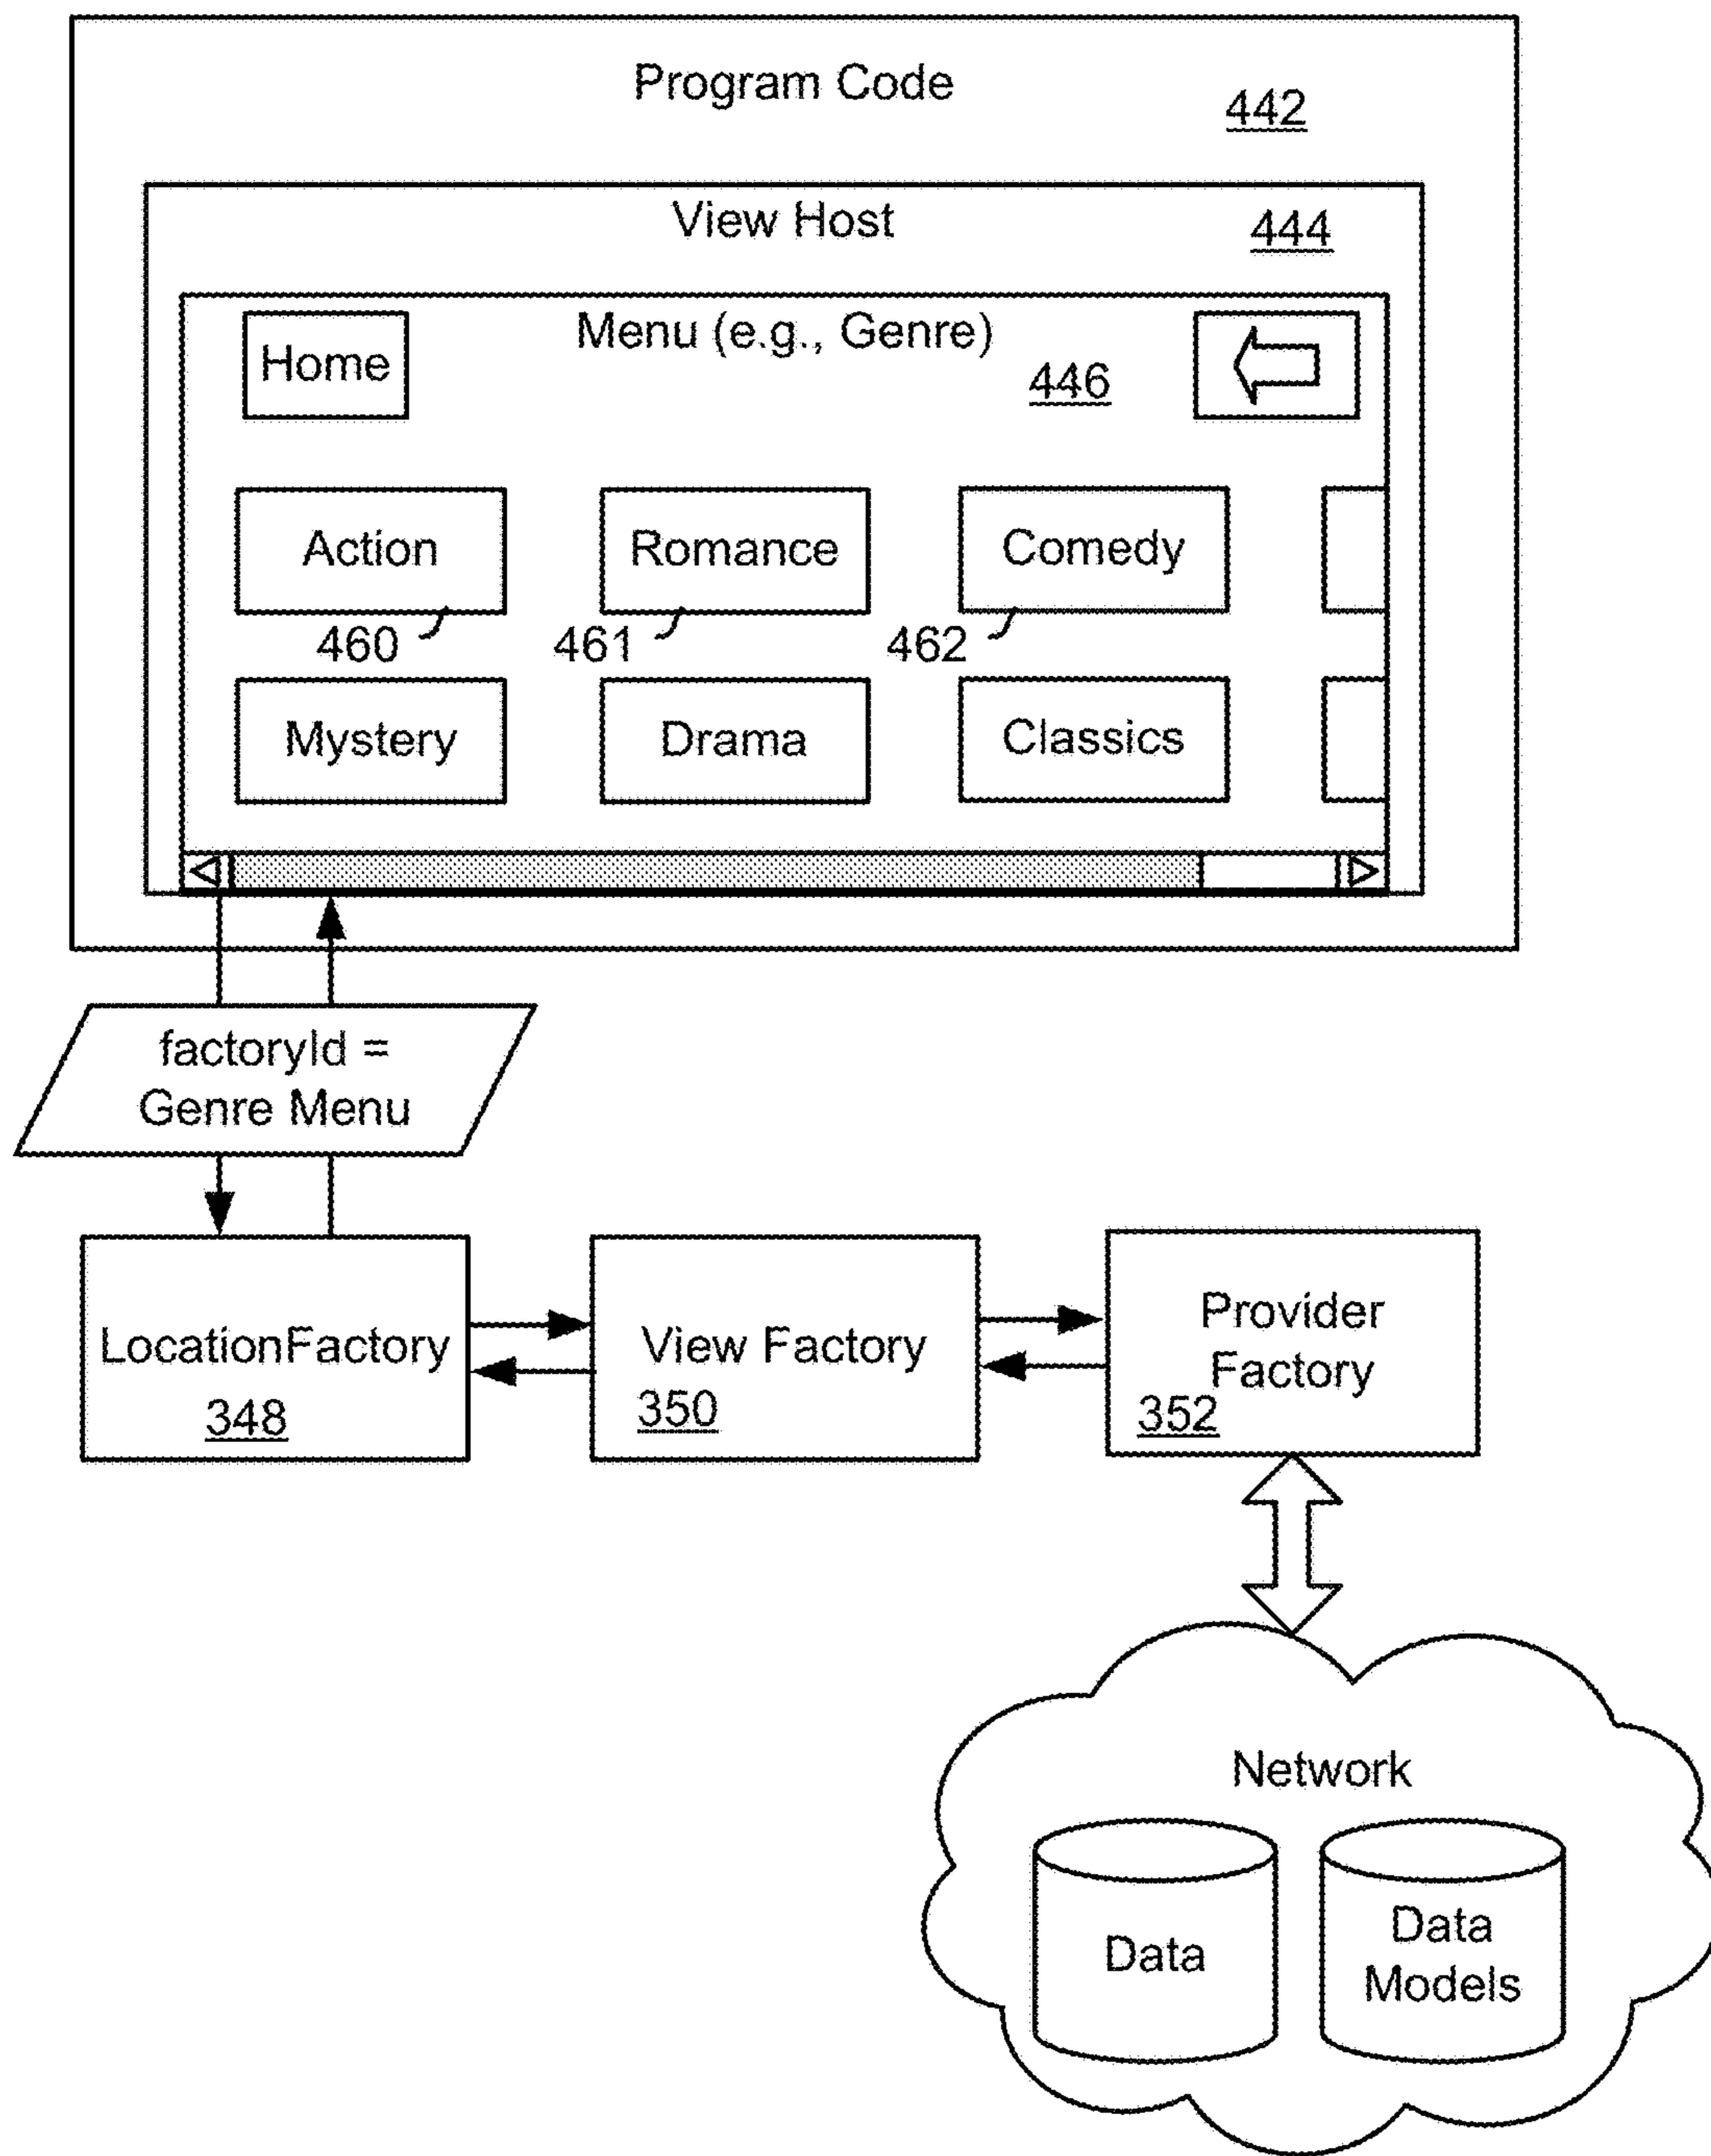 Program Code
442
View Host
444
Menu (e.g., Genre)
Home
446
Action
Romance
Comedy
460
461
462
Mystery
Drama
Classics
factoryId =
Genre Menu
LocationFactory
348
View Factory
350
Provider
Factory
352
Network
Data
Data
Models